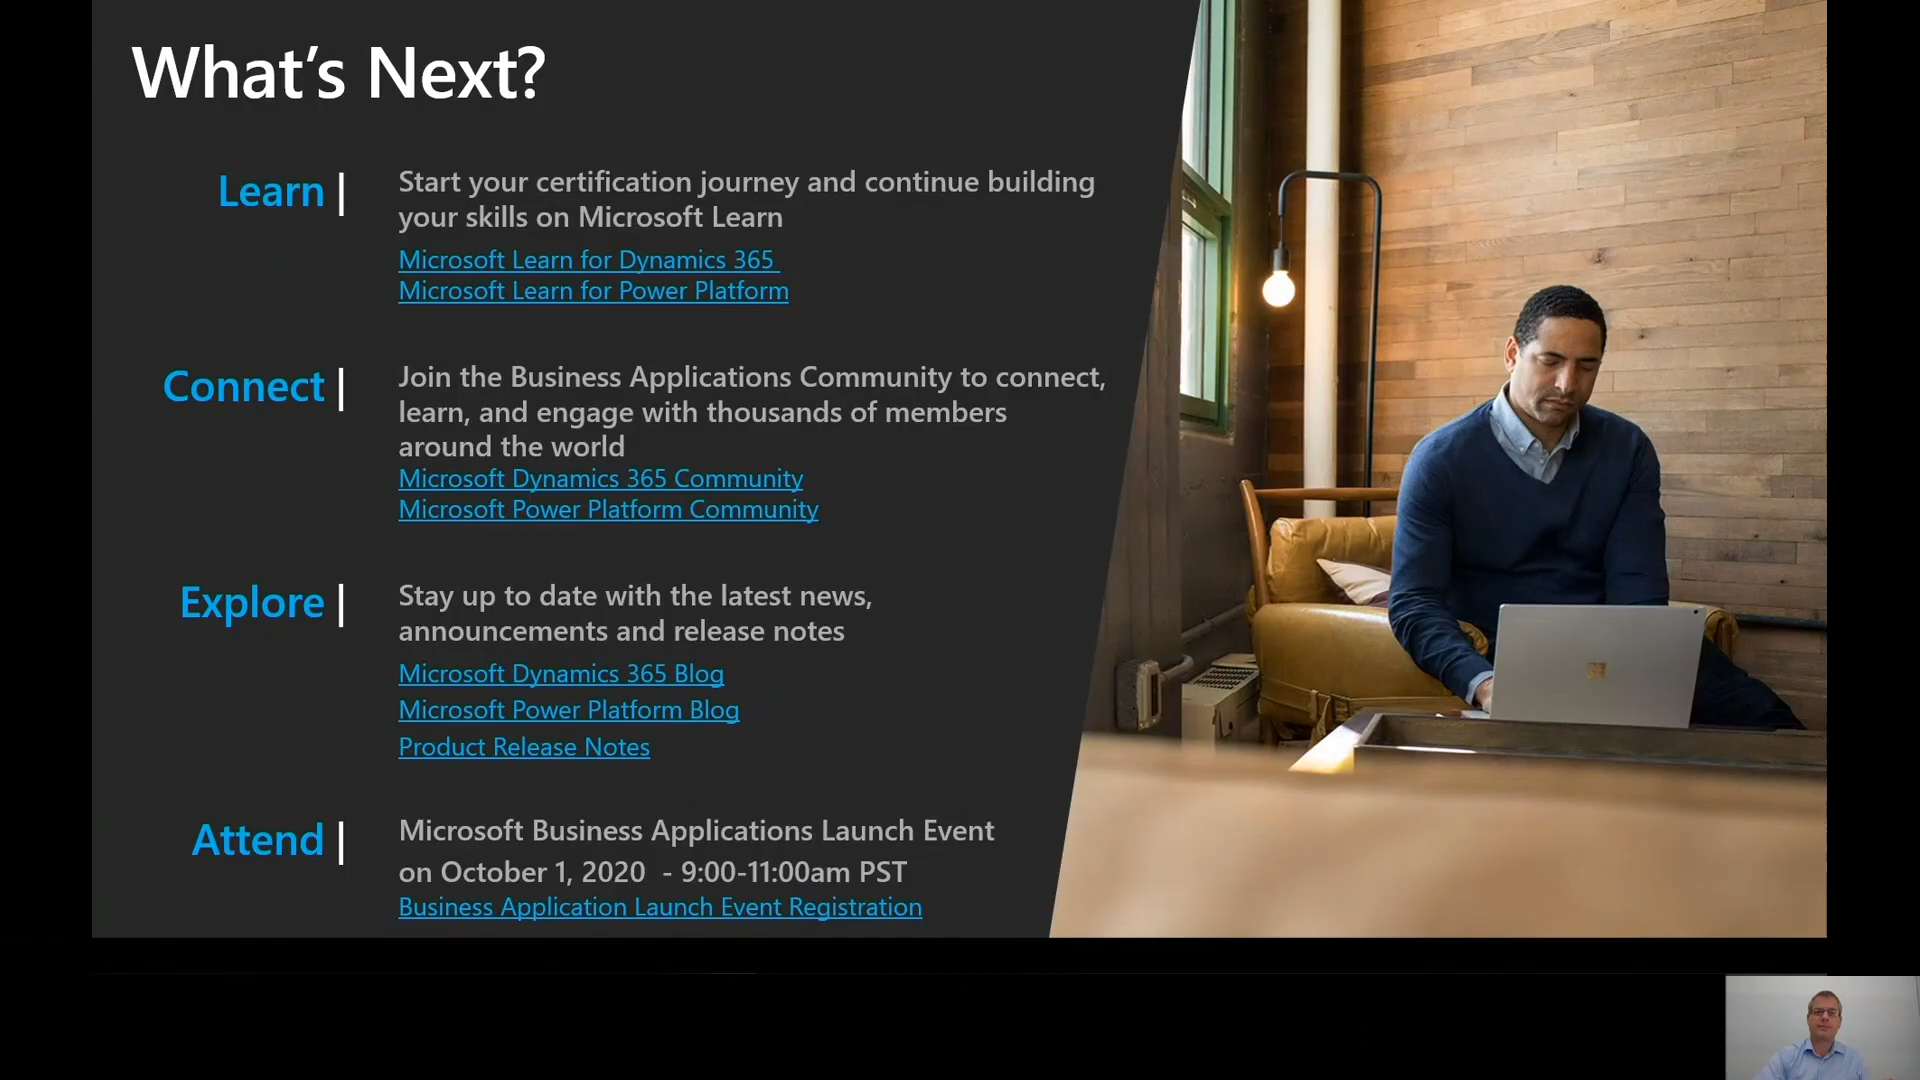 What's Next?
Learn |
Start your certification journey and continue building
your skills on Microsoft Learn
Microsoft Learn for Dynamics 365
Microsoft Learn for Power Platform
Connect |
Join the Business Applications Community to connect,
learn, and engage with thousands of members
around the world
Microsoft Dynamics 365 Community
Microsoft Power Platform Community
Explore |
Stay up to date with the latest news,
announcements and release notes
Microsoft Dynamics 365 Blog
Microsoft Power Platform Blog
Product Release Notes
Attend |
Microsoft Business Applications Launch Event
on October 1, 2020  - 9:00-11:00am PST
Business Application Launch Event Registration